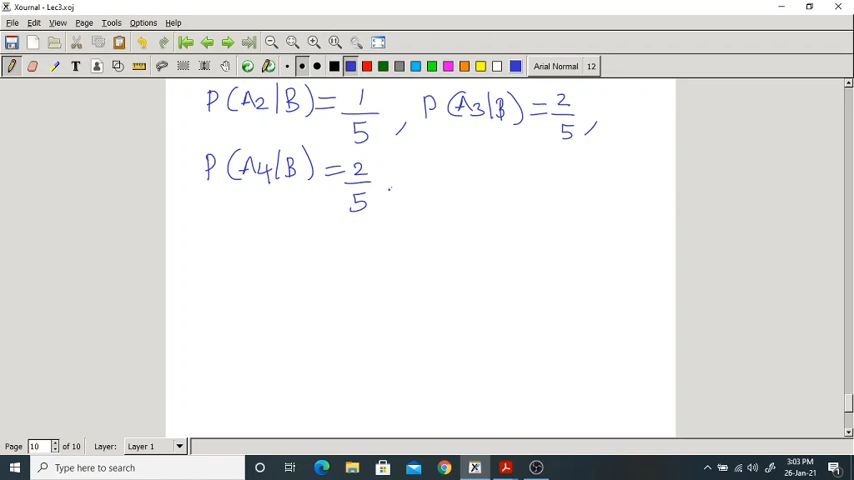 Xournal - Lec3.xoj
File Edit View Page Tools Options Help
Arial Normal 12
P(A2|B) = 1/5 , P(A3|B) = 2/5 ,
P(A4|B) = 2/5 .
Page 10 of 10 Layer: Layer 1
Type here to search
3:03 PM
26-Jan-21